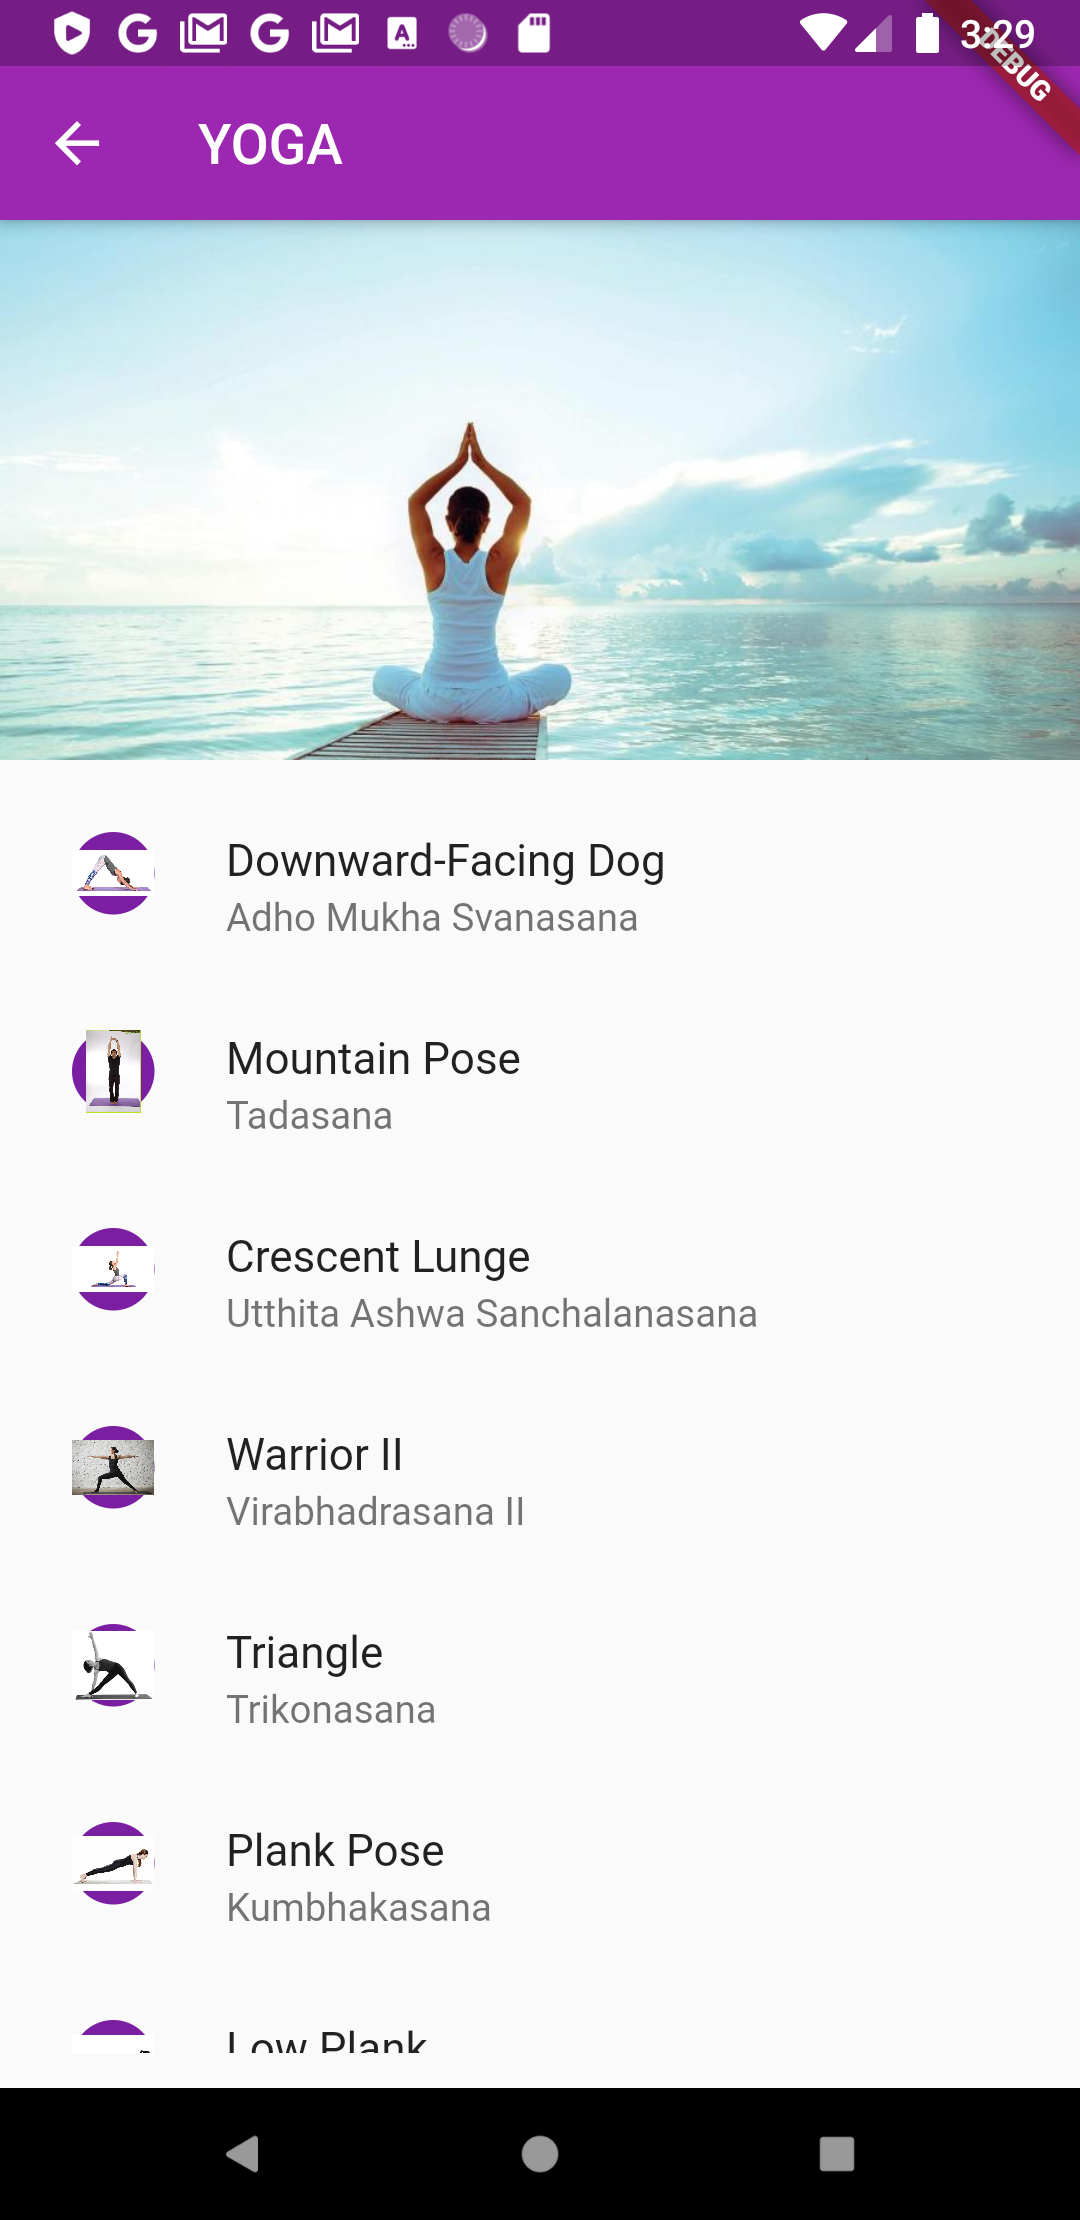 3:29
DEBUG
YOGA
Downward-Facing Dog
Adho Mukha Svanasana
Mountain Pose
Tadasana
Crescent Lunge
Utthita Ashwa Sanchalanasana
Warrior II
Virabhadrasana II
Triangle
Trikonasana
Plank Pose
Kumbhakasana
Low Plank